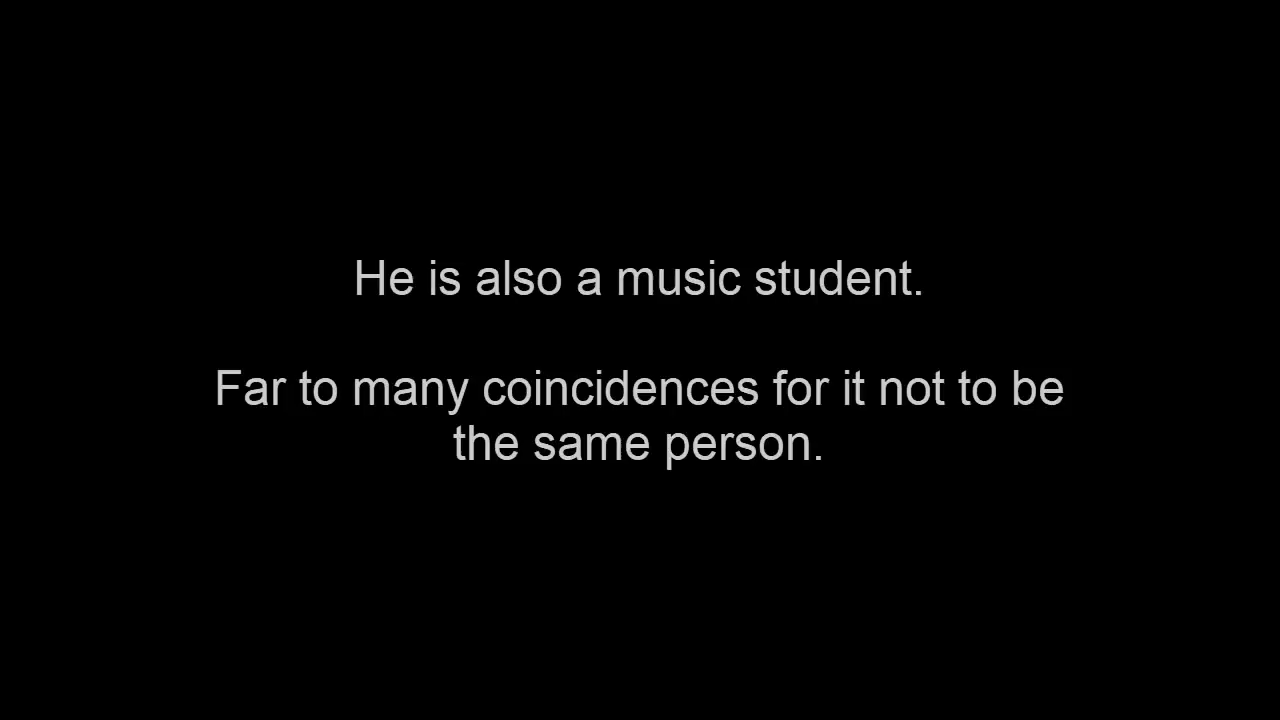 He is also a music student.
Far to many coincidences for it not to be
the same person.